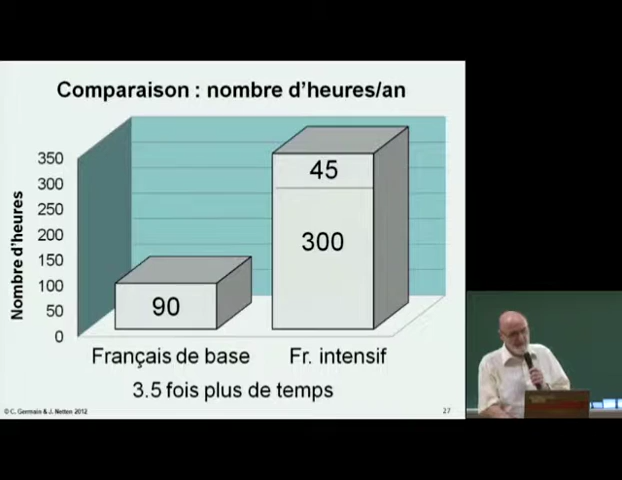 Comparaison : nombre d'heures/an
350
300
250
200
150
100
50
0
Nombre d'heures
90
45
300
Français de base
Fr. intensif
3.5 fois plus de temps
© C. Germain & J. Netten 2012
27